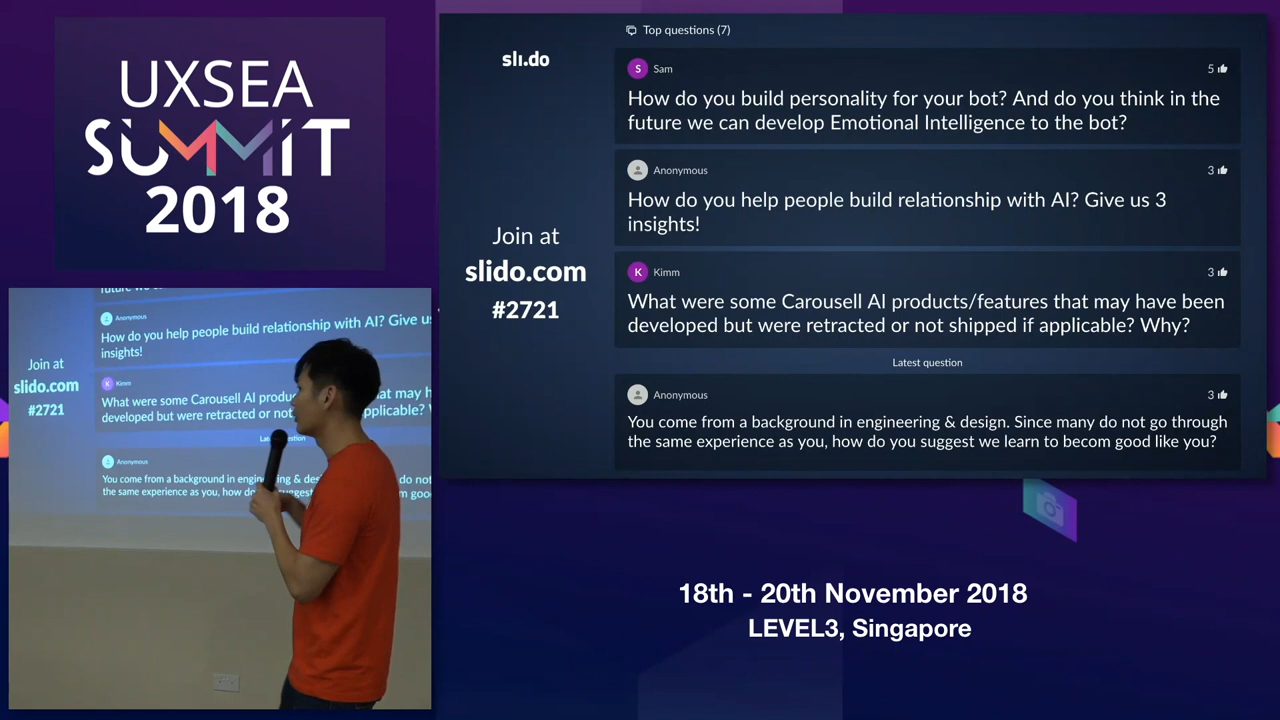 UXSEA
SUMMIT
2018
sli.do
Join at
slido.com
#2721
Top questions (7)
S Sam 5
How do you build personality for your bot? And do you think in the
future we can develop Emotional Intelligence to the bot?
Anonymous 3
How do you help people build relationship with AI? Give us 3
insights!
K Kimm 3
What were some Carousell AI products/features that may have been
developed but were retracted or not shipped if applicable? Why?
Latest question
Anonymous 3
You come from a background in engineering & design. Since many do not go through
the same experience as you, how do you suggest we learn to becom good like you?
Join at
slido.com
#2721
future we
Anonymous
How do you help people build relationship with AI? Give us
insights!
K Kimm
What were some Carousell AI that may h
developed but were retracted or not applicable?
Anonymous
You come from a background in & des do not
the same experience as you, how
18th - 20th November 2018
LEVEL3, Singapore